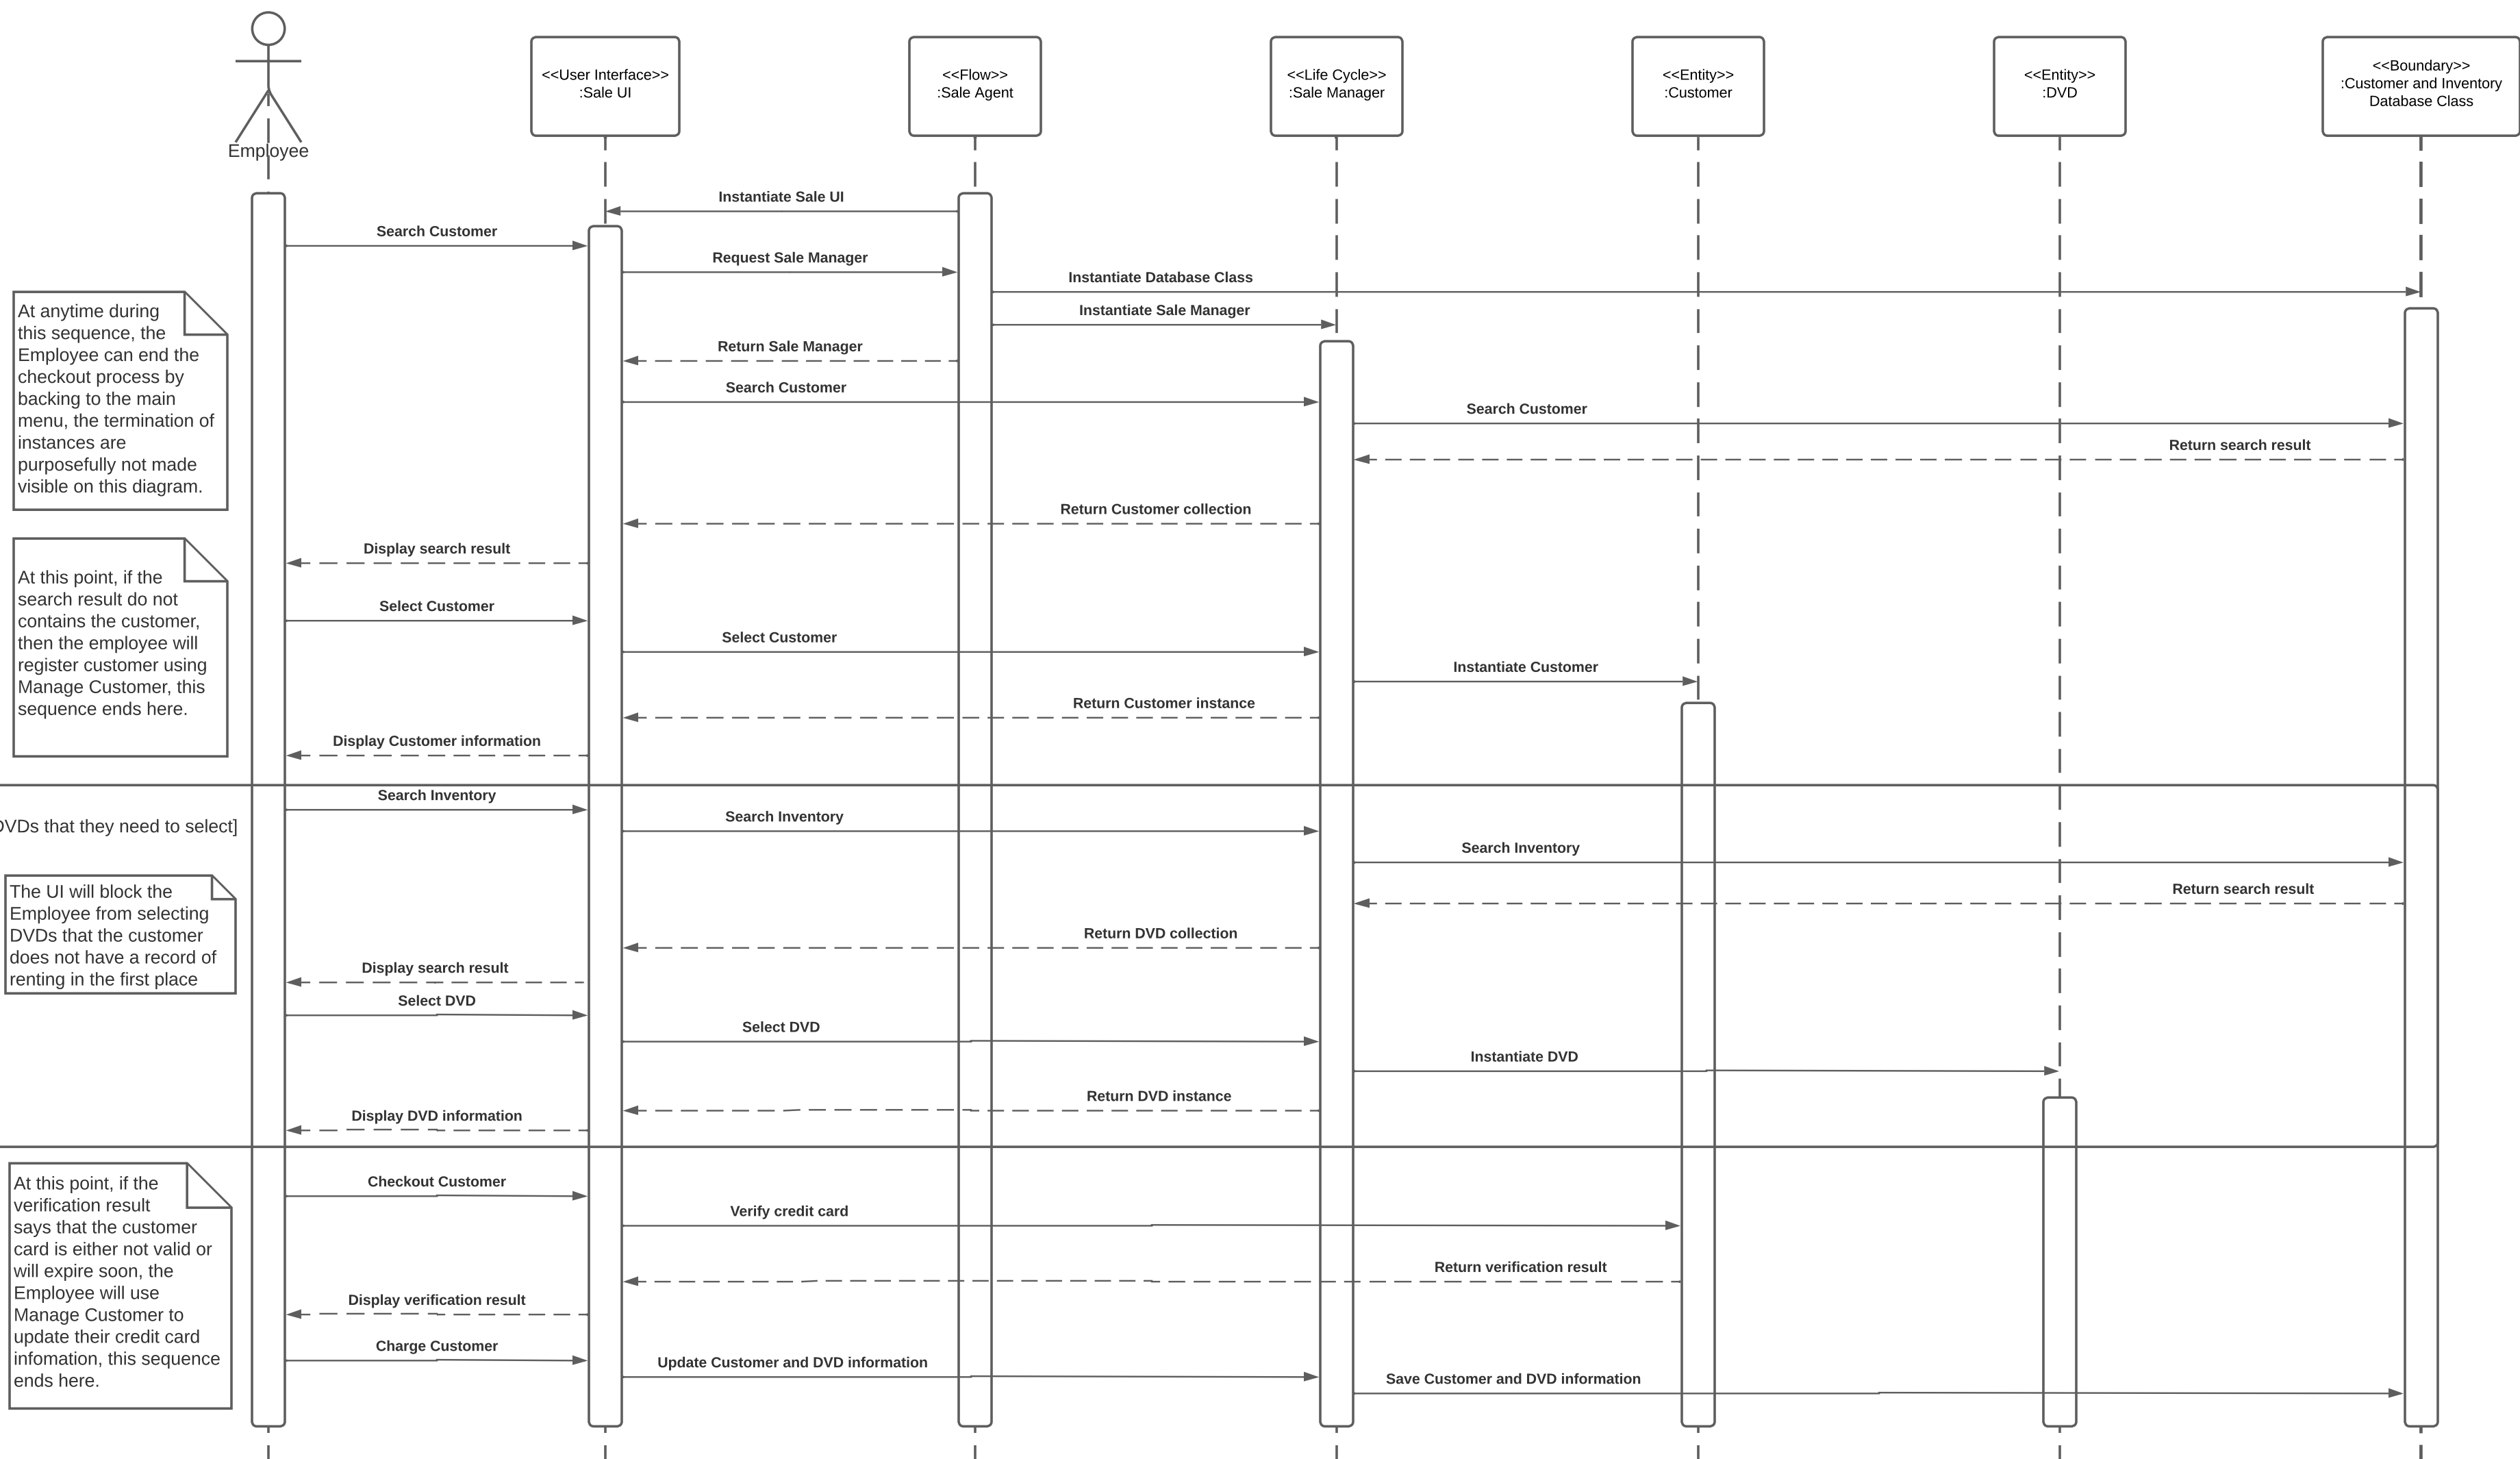 Employee
<<User Interface>>
:Sale UI
<<Flow>>
:Sale Agent
<<Life Cycle>>
:Sale Manager
<<Entity>>
:Customer
<<Entity>>
:DVD
<<Boundary>>
:Customer and Inventory
Database Class
Instantiate Sale UI
Search Customer
Request Sale Manager
Instantiate Database Class
Instantiate Sale Manager
Return Sale Manager
Search Customer
Search Customer
Return search result
At anytime during
this sequence, the
Employee can end the
checkout process by
backing to the main
menu, the termination of
instances are
purposefully not made
visible on this diagram.
Return Customer collection
Display search result
At this point, if the
search result do not
contains the customer,
then the employee will
register customer using
Manage Customer, this
sequence ends here.
Select Customer
Select Customer
Instantiate Customer
Return Customer instance
Display Customer information
Search Inventory
DVDs that they need to select]
Search Inventory
Search Inventory
Return search result
The UI will block the
Employee from selecting
DVDs that the customer
does not have a record of
renting in the first place
Return DVD collection
Display search result
Select DVD
Select DVD
Instantiate DVD
Return DVD instance
Display DVD information
At this point, if the
verification result
says that the customer
card is either not valid or
will expire soon, the
Employee will use
Manage Customer to
update their credit card
infomation, this sequence
ends here.
Checkout Customer
Verify credit card
Return verification result
Display verification result
Charge Customer
Update Customer and DVD information
Save Customer and DVD information